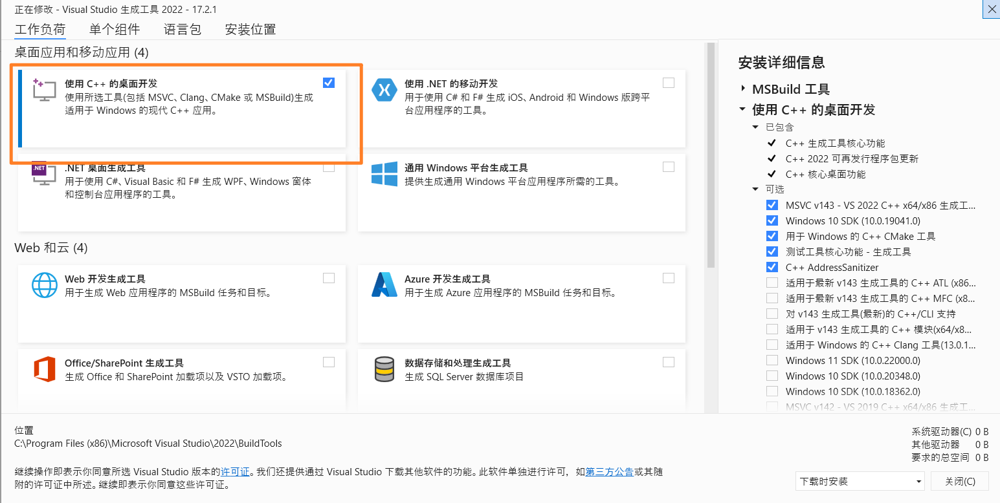 正在修改 - Visual Studio 生成工具 2022 - 17.2.1
工作负荷 单个组件 语言包 安装位置
桌面应用和移动应用 (4)
使用 C++ 的桌面开发
使用所选工具(包括 MSVC、Clang、CMake 或 MSBuild)生成
适用于 Windows 的现代 C++ 应用。
使用 .NET 的移动开发
用于使用 C# 和 F# 生成 iOS、Android 和 Windows 版跨平
台应用程序的工具。
.NET
.NET 桌面生成工具
用于使用 C#、Visual Basic 和 F# 生成 WPF、Windows 窗体
和控制台应用程序的工具。
通用 Windows 平台生成工具
提供生成通用 Windows 平台应用程序所需的工具。
Web 和云 (4)
Web 开发生成工具
用于生成 Web 应用程序的 MSBuild 任务和目标。
Azure 开发生成工具
用于生成 Azure 应用程序的 MSBuild 任务和目标。
Office/SharePoint 生成工具
生成 Office 和 SharePoint 加载项以及 VSTO 加载项。
数据存储和处理生成工具
生成 SQL Server 数据库项目
安装详细信息
MSBuild 工具
使用 C++ 的桌面开发
已包含
C++ 生成工具核心功能
C++ 2022 可再发行程序包更新
C++ 核心桌面功能
可选
MSVC v143 - VS 2022 C++ x64/x86 生成工...
Windows 10 SDK (10.0.19041.0)
用于 Windows 的 C++ CMake 工具
测试工具核心功能 - 生成工具
C++ AddressSanitizer
适用于最新 v143 生成工具的 C++ ATL (x86...
适用于最新 v143 生成工具的 C++ MFC (x8...
对 v143 生成工具(最新)的 C++/CLI 支持
适用于 v143 生成工具的 C++ 模块(x64/x8...
适用于 Windows 的 C++ Clang 工具(13.0.1...
Windows 11 SDK (10.0.22000.0)
Windows 10 SDK (10.0.20348.0)
Windows 10 SDK (10.0.18362.0)
MSVC v142 - VS 2019 C++ x64/x86 生成工...
位置
C:\Program Files (x86)\Microsoft Visual Studio\2022\BuildTools
继续操作即表示你同意所选 Visual Studio 版本的许可证。我们还提供通过 Visual Studio 下载其他软件的功能。此软件单独进行许可，如第三方公告或其随
附的许可证中所述。继续即表示你同意这些许可证。
系统驱动器(C) 0 B
其他驱动器 0 B
要求的总空间 0 B
下载时安装
关闭(C)